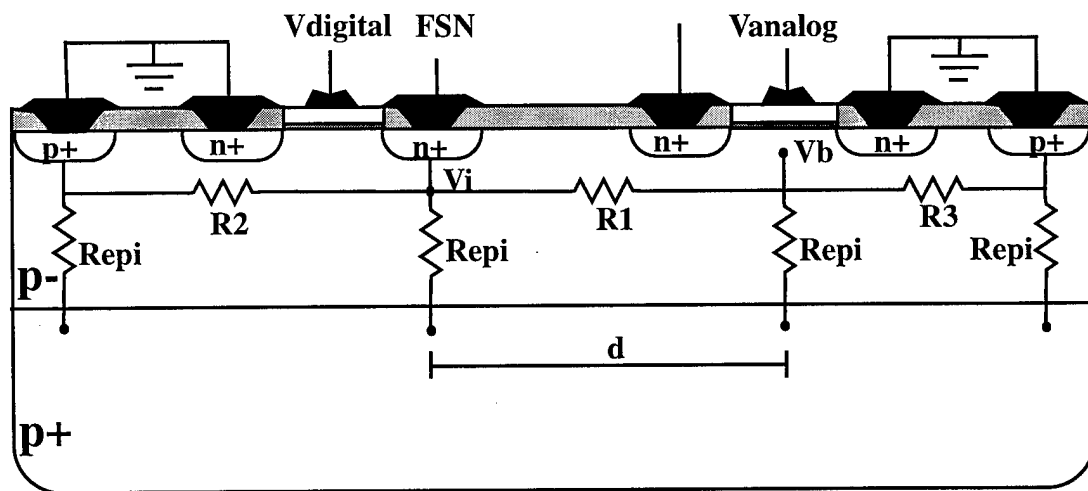 Vdigital FSN Vanalog
p+ n+ n+ n+ n+ p+
Vi Vb
R2 R1 R3
Repi Repi Repi Repi
p-
d
p+